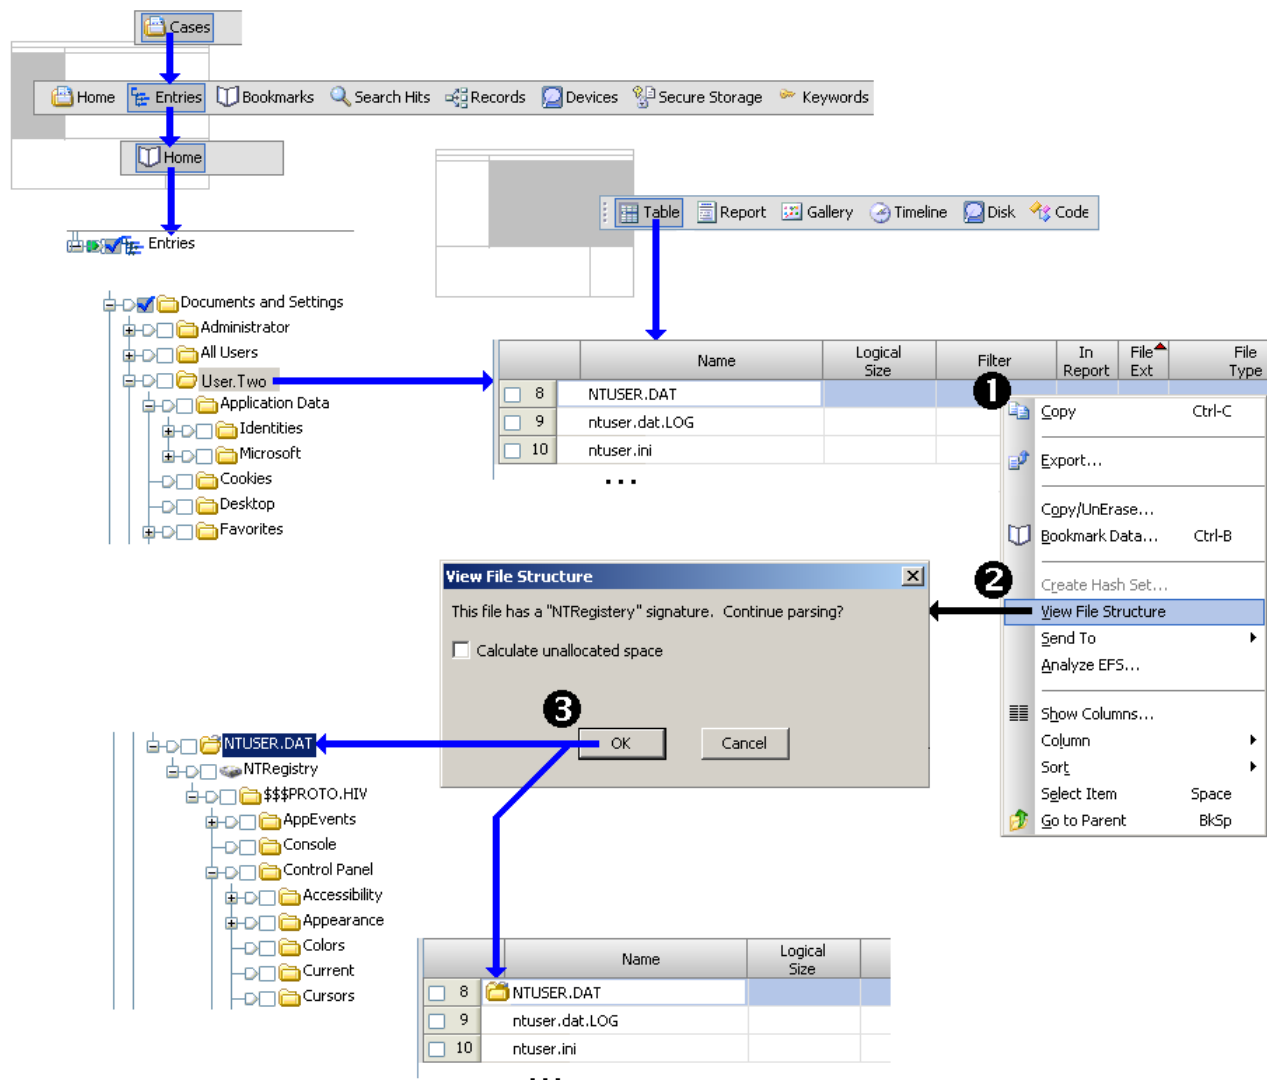 Cases
Home Entries Bookmarks Search Hits Records Devices Secure Storage Keywords
Home
Entries
Table Report Gallery Timeline Disk Code
Documents and Settings
Administrator
All Users
User.Two
Application Data
Identities
Microsoft
Cookies
Desktop
Favorites
Name Logical Size Filter In Report File Ext File Type
8 NTUSER.DAT
9 ntuser.dat.LOG
10 ntuser.ini
...
1
Copy Ctrl-C
Export...
Copy/UnErase...
Bookmark Data... Ctrl-B
2
Create Hash Set...
View File Structure
Send To
Analyze EFS...
Show Columns...
Column
Sort
Select Item Space
Go to Parent BkSp
View File Structure
This file has a "NTRegistery" signature. Continue parsing?
Calculate unallocated space
3
OK Cancel
NTUSER.DAT
NTRegistry
$$$PROTO.HIV
AppEvents
Console
Control Panel
Accessibility
Appearance
Colors
Current
Cursors
Name Logical Size
8 NTUSER.DAT
9 ntuser.dat.LOG
10 ntuser.ini
...